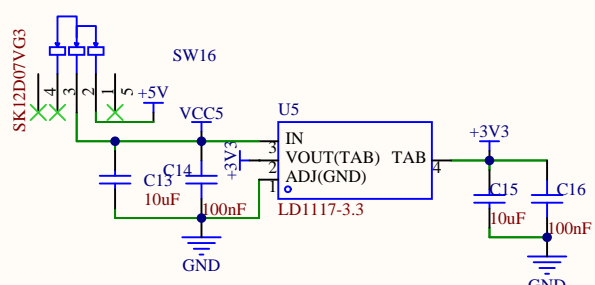 SK12D07VG3
SW16
4
3
2
1
5
+5V
VCC5
U5
IN
VOUT(TAB)
ADJ(GND)
TAB
3
2
1
4
+3V3
LD1117-3.3
C13
10uF
C14
100nF
GND
+3V3
C15
10uF
C16
100nF
GND